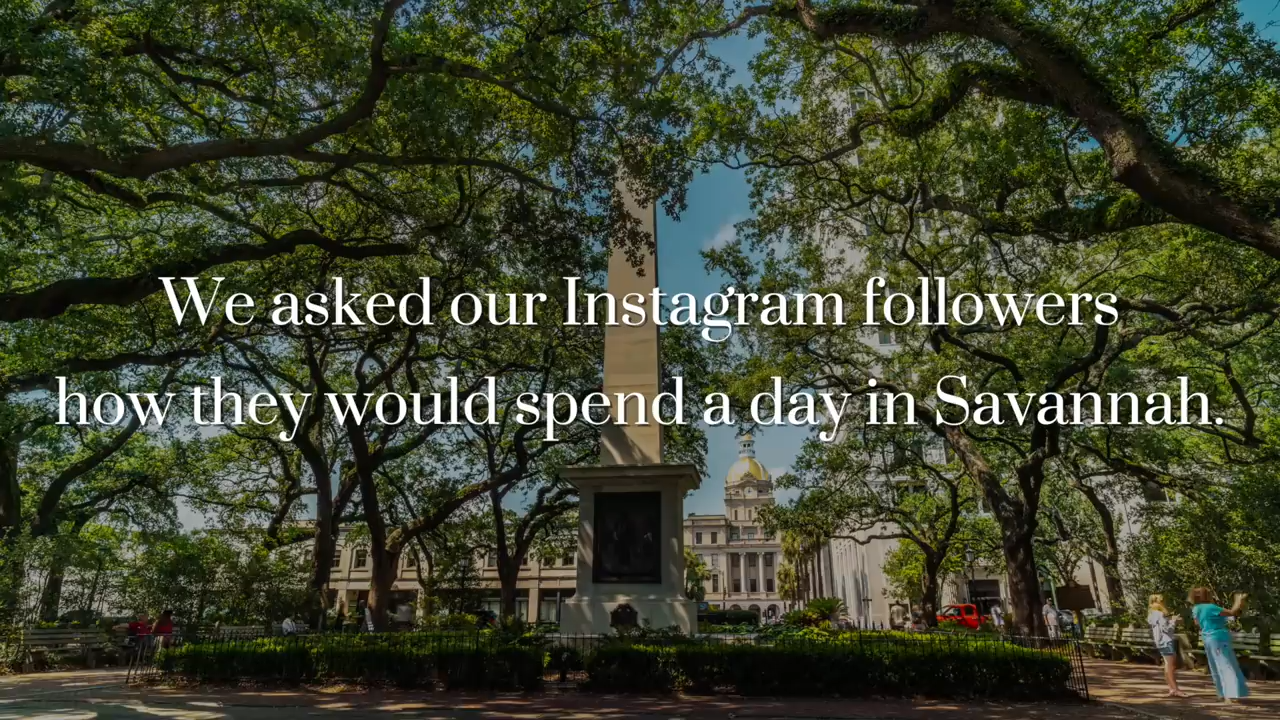 We asked our Instagram followers
how they would spend a day in Savannah.